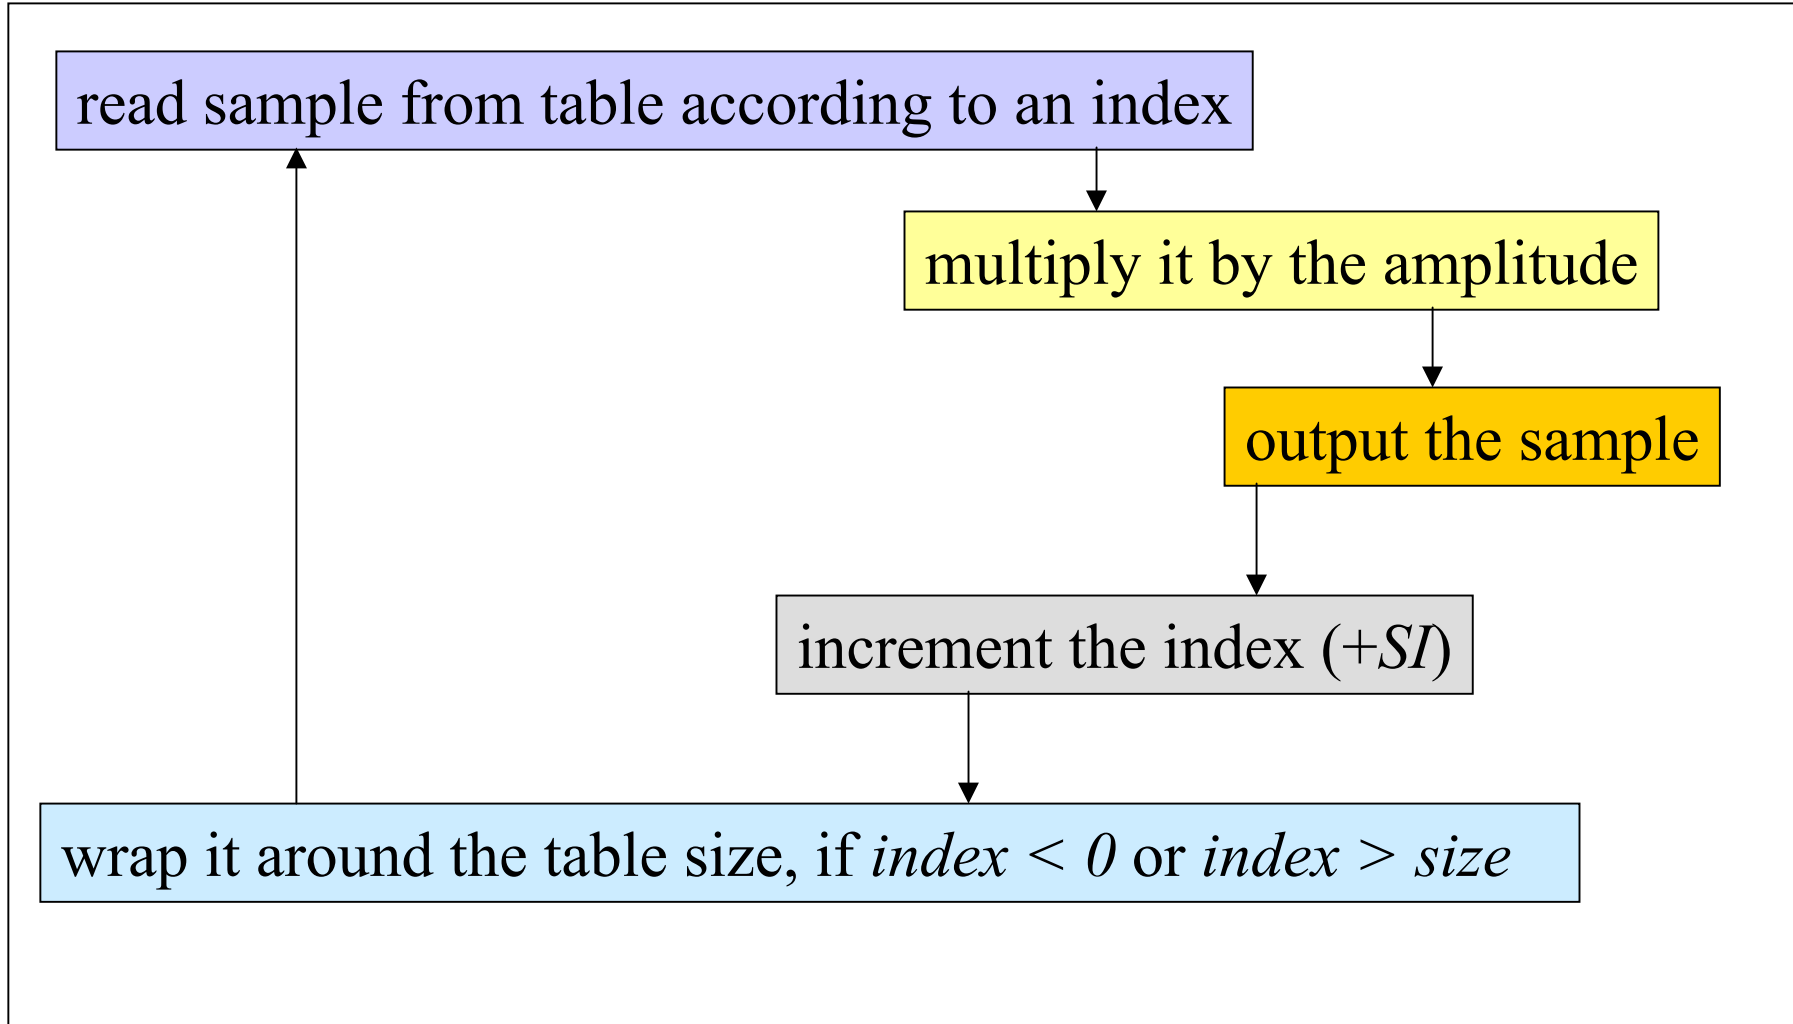 read sample from table according to an index
multiply it by the amplitude
output the sample
increment the index (+SI)
wrap it around the table size, if index < 0 or index > size